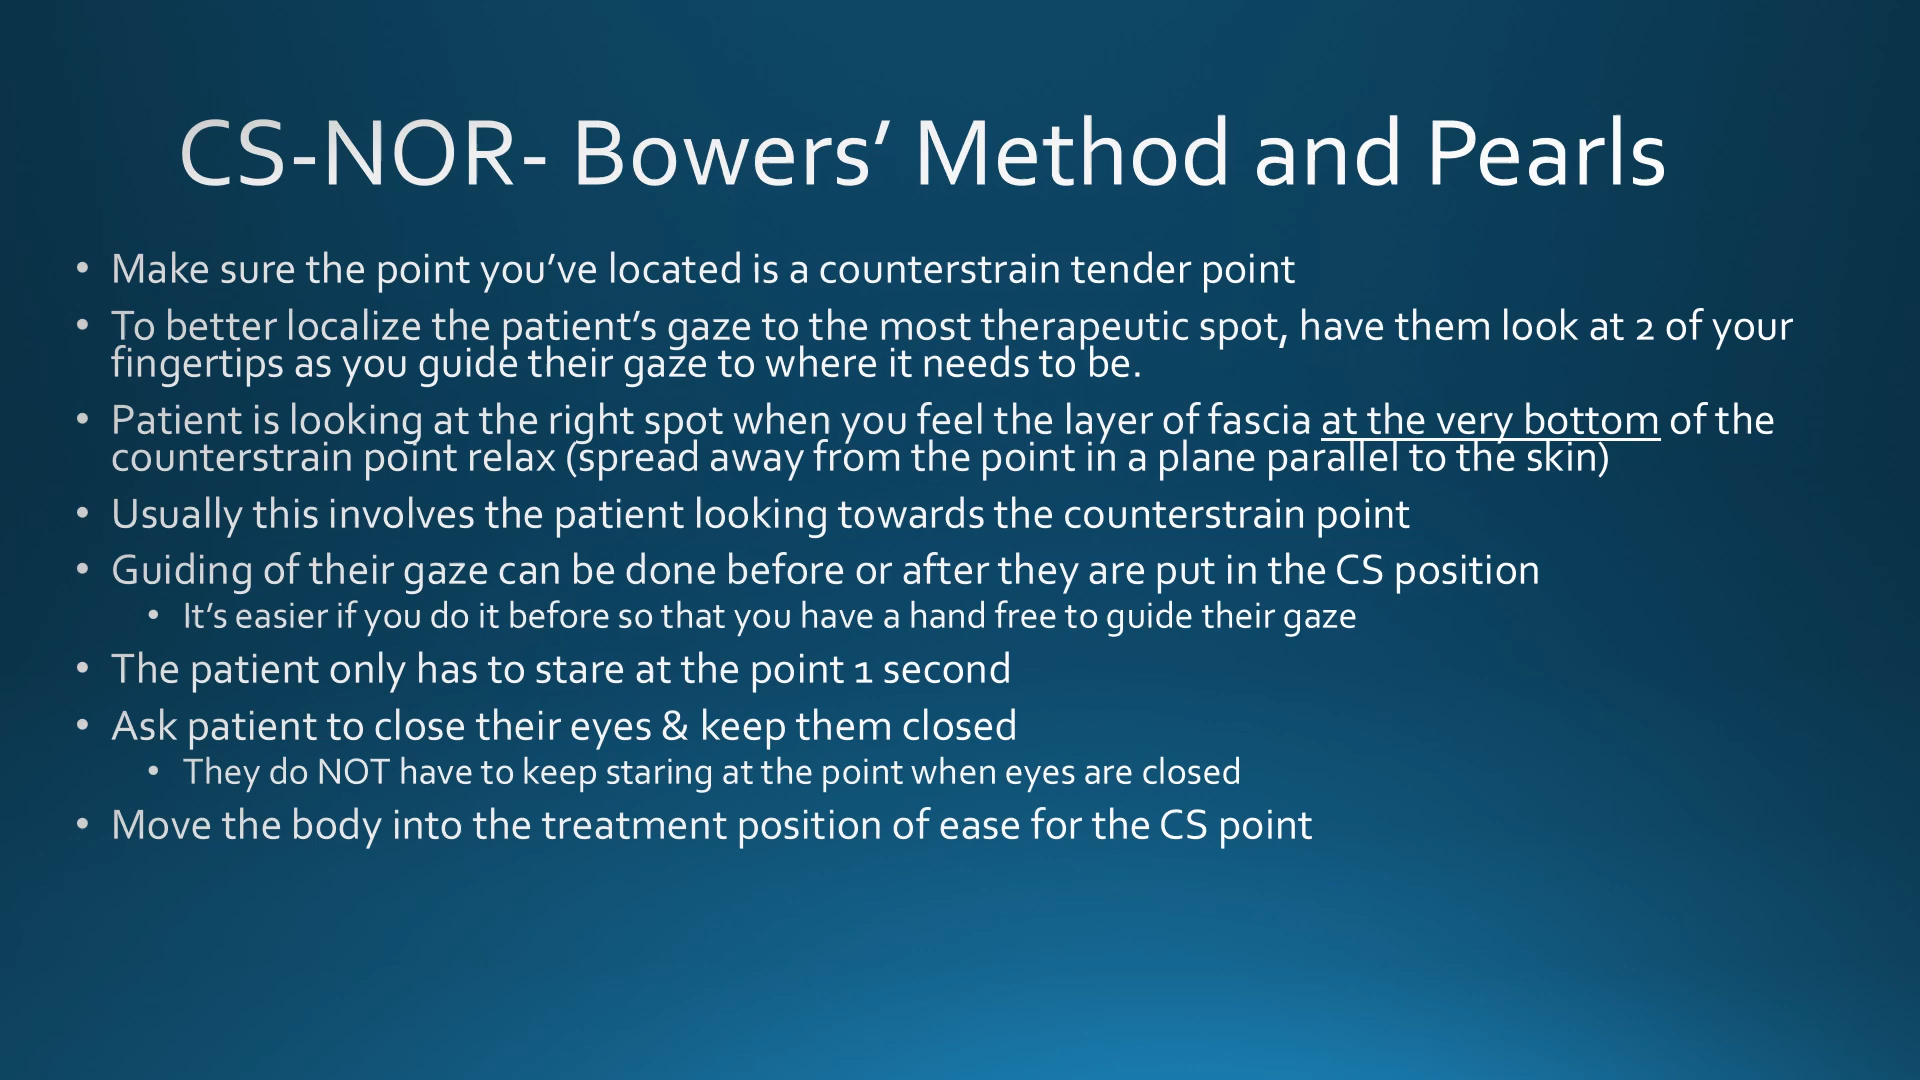 CS-NOR- Bowers’ Method and Pearls
• Make sure the point you’ve located is a counterstrain tender point
• To better localize the patient’s gaze to the most therapeutic spot, have them look at 2 of your
fingertips as you guide their gaze to where it needs to be.
• Patient is looking at the right spot when you feel the layer of fascia at the very bottom of the
counterstrain point relax (spread away from the point in a plane parallel to the skin)
• Usually this involves the patient looking towards the counterstrain point
• Guiding of their gaze can be done before or after they are put in the CS position
• It’s easier if you do it before so that you have a hand free to guide their gaze
• The patient only has to stare at the point 1 second
• Ask patient to close their eyes & keep them closed
• They do NOT have to keep staring at the point when eyes are closed
• Move the body into the treatment position of ease for the CS point